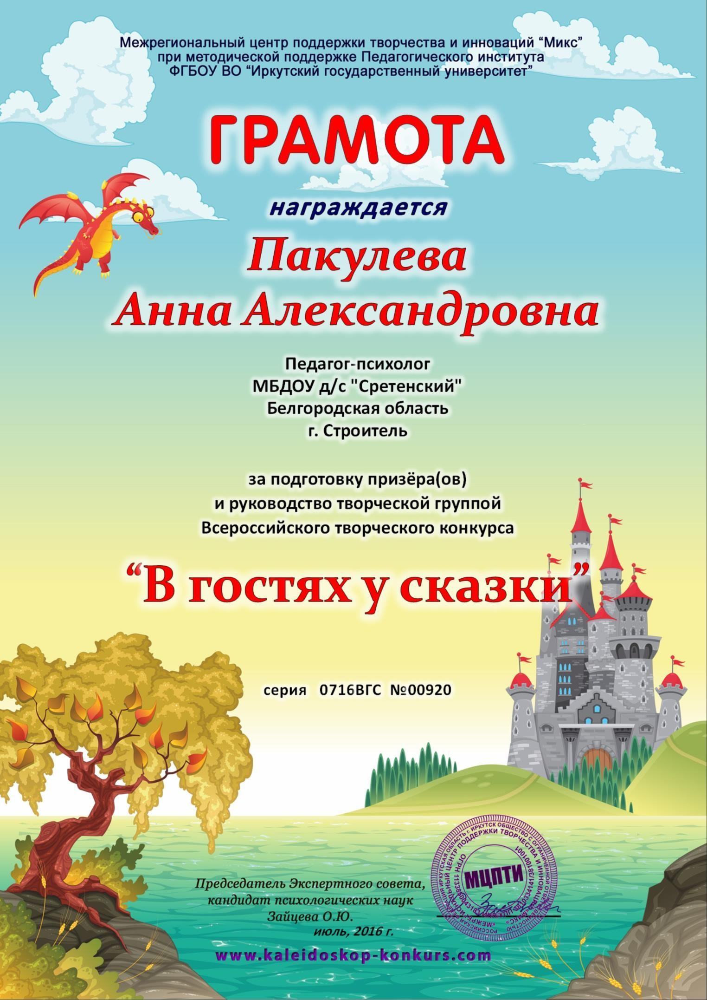 Межрегиональный центр поддержки творчества и инноваций “Микс”
при методической поддержке Педагогического института
ФГБОУ ВО “Иркутский государственный университет”
ГРАМОТА
награждается
Пакулева
Анна Александровна
Педагог-психолог
МБДОУ д/с "Сретенский"
Белгородская область
г. Строитель
за подготовку призёра(ов)
и руководство творческой группой
Всероссийского творческого конкурса
“В гостях у сказки”
серия 0716ВГС №00920
МЦПТИ
Председатель Экспертного совета,
кандидат психологических наук
Зайцева О.Ю.
июль, 2016 г.
www.kaleidoskop-konkurs.com